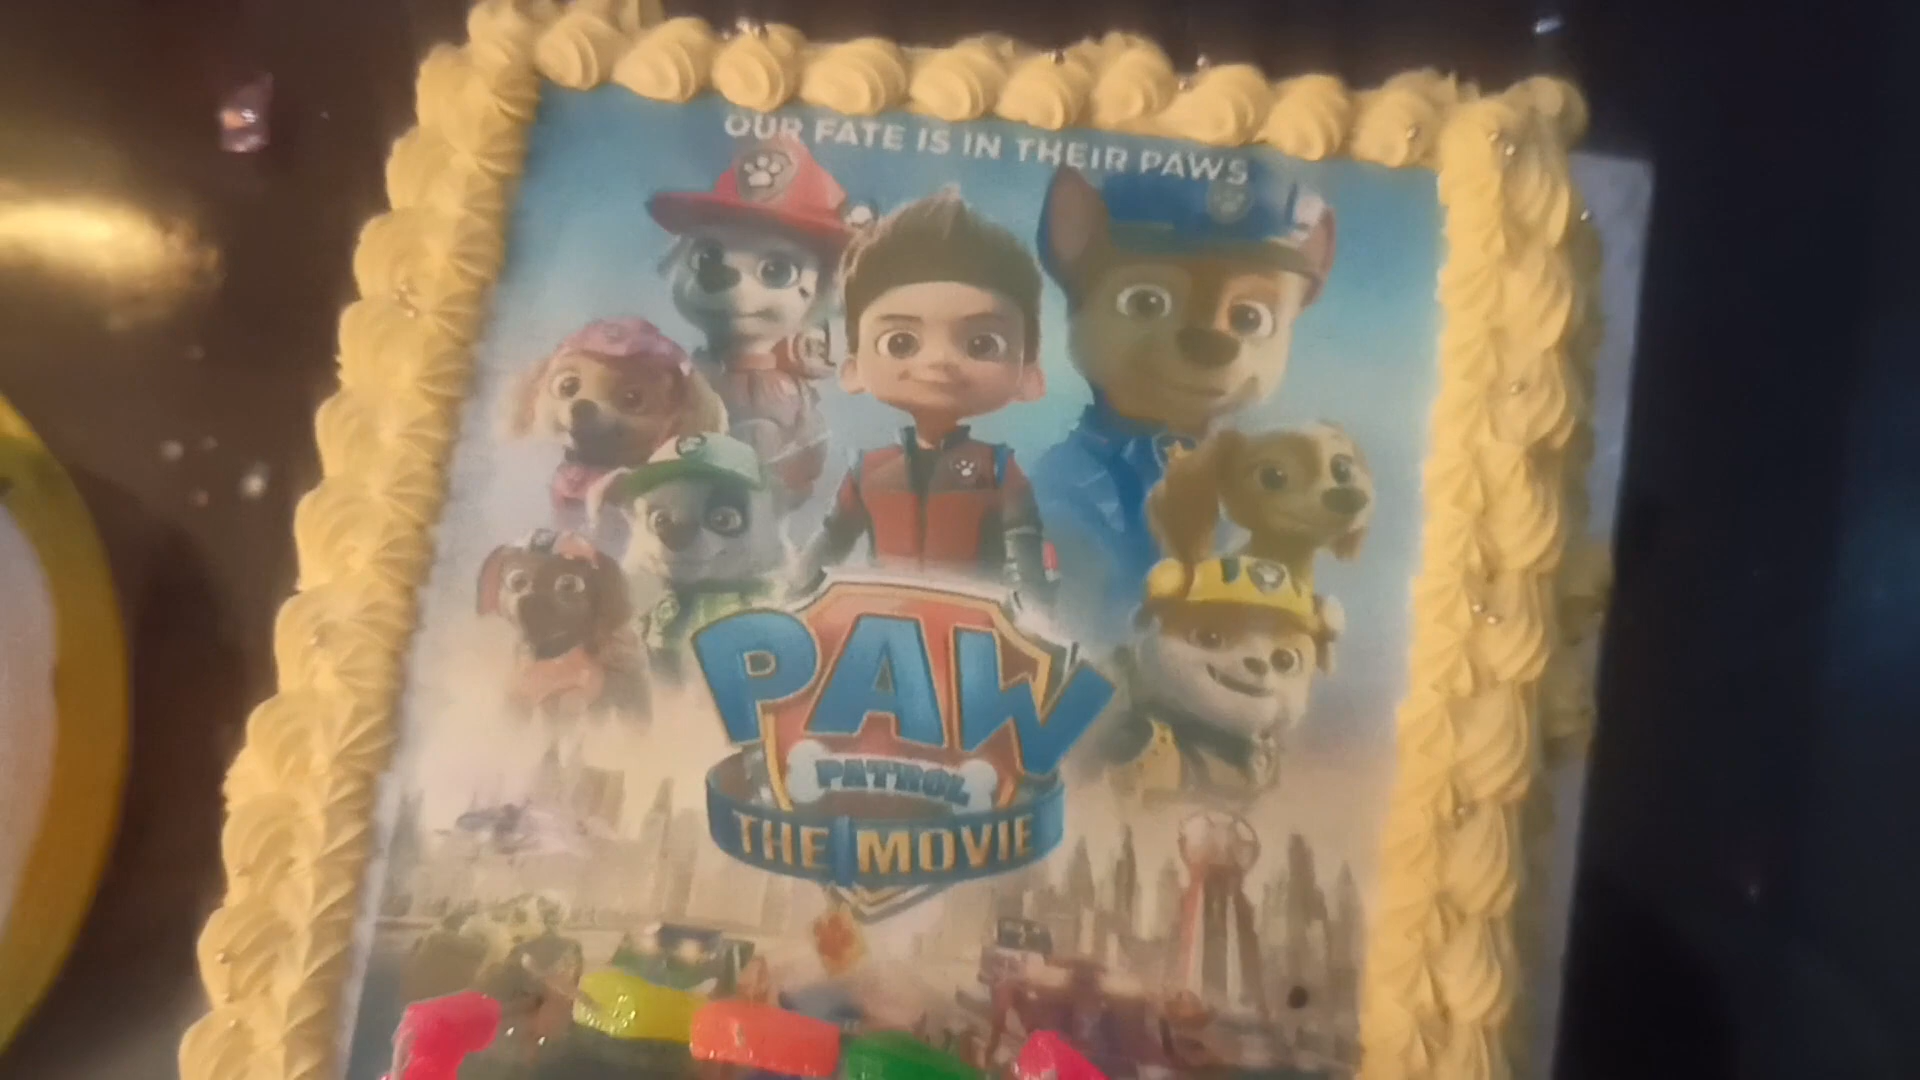 OUR FATE IS IN THEIR PAWS
PAW
PATROL
THE MOVIE